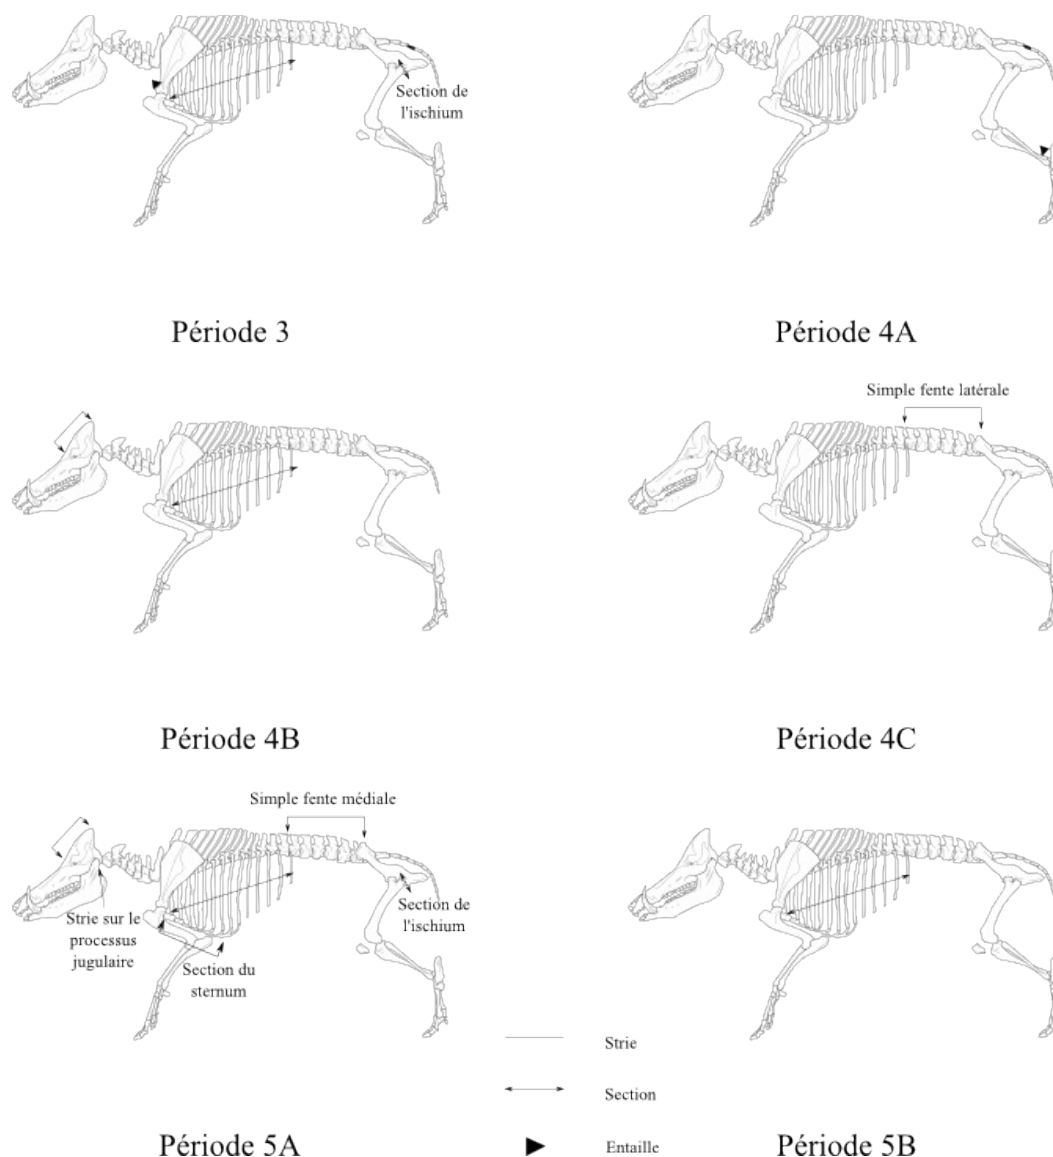 Section de
l'ischium
Période 3
Période 4A
Simple fente latérale
Période 4B
Période 4C
Simple fente médiale
Strie sur le
processus
jugulaire
Section de
l'ischium
Section du
sternum
Strie
Section
Entaille
Période 5A
Période 5B